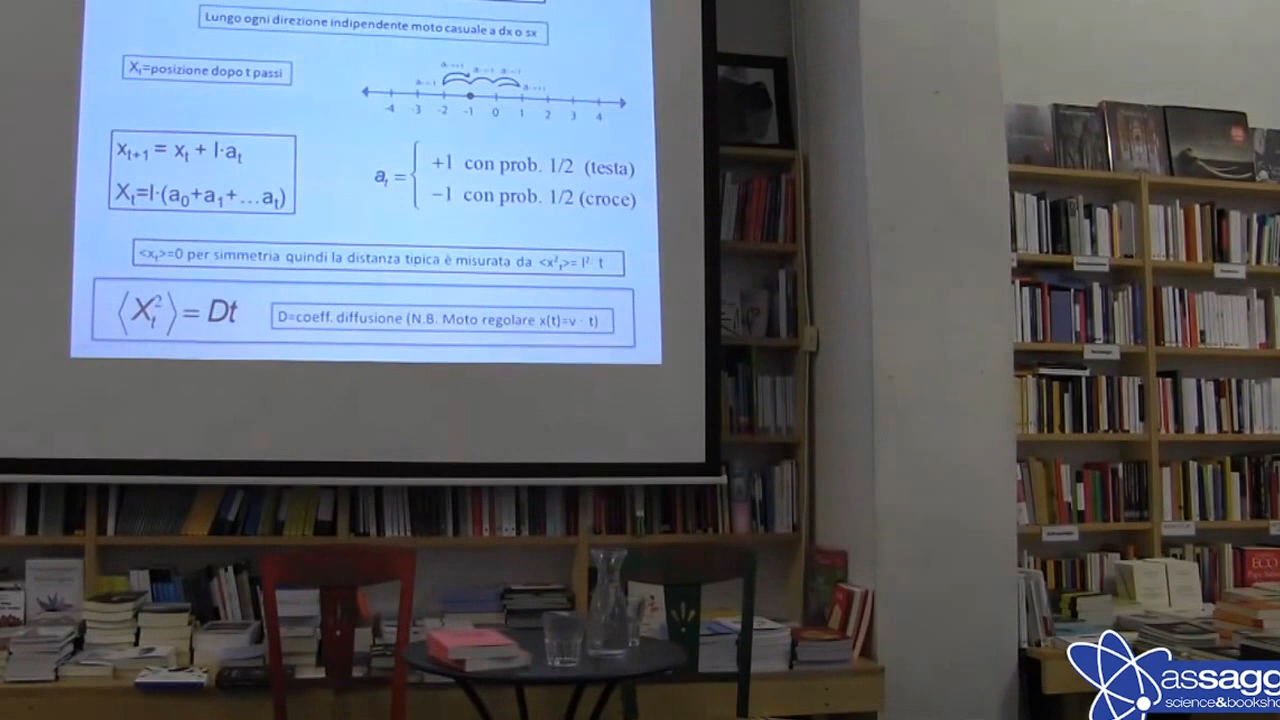 Lungo ogni direzione indipendente moto casuale a dx o sx
Xt=posizione dopo t passi
-4 -3 -2 -1 0 1 2 3 4
xt+1 = xt + l·at
Xt=l·(a0+a1+…at)
at = { +1 con prob. 1/2 (testa)
−1 con prob. 1/2 (croce)
<xt>=0 per simmetria quindi la distanza tipica è misurata da <x²t>= l² t
⟨Xt²⟩ = Dt
D=coeff. diffusione (N.B. Moto regolare x(t)=v · t)
ECO
assagg
science&booksho